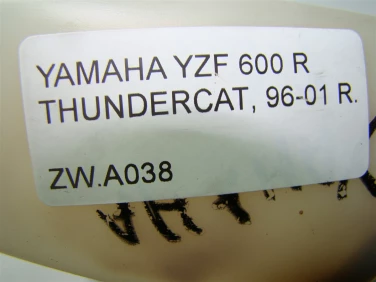 YAMAHA YZF 600 R
THUNDERCAT, 96-01 R.
ZW.A038